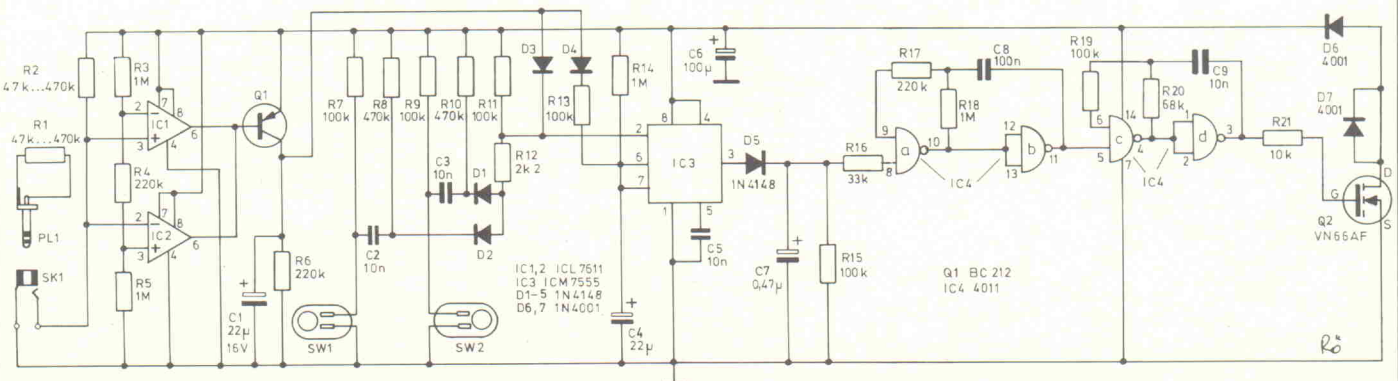 R2
47k...470k
R1
47k...470k
PL1
SK1
R3
1M
R4
220k
R5
1M
2
3
7
8
6
4
IC1
2
3
7
8
6
4
IC2
Q1
C1
22µ
16V
R6
220k
R7
100k
R8
470k
R9
100k
R10
470k
R11
100k
C2
10n
C3
10n
D1
D2
R12
2k2
SW1
SW2
D3
D4
R13
100k
R14
1M
C6
100µ
8
4
2
6
7
3
1
5
IC3
C5
10n
C4
22µ
IC1,2 ICL7611
IC3 ICM7555
D1-5 1N4148
D6,7 1N4001
D5
1N4148
C7
0,47µ
R15
100k
R16
33k
R17
220k
C8
100n
R18
1M
9
8
a
10
12
13
b
11
IC4
Q1 BC212
IC4 4011
R19
100k
R20
68k
C9
10n
14
6
5
c
4
7
1
2
d
3
IC4
R21
10k
D6
4001
D7
4001
D
G
S
Q2
VN66AF